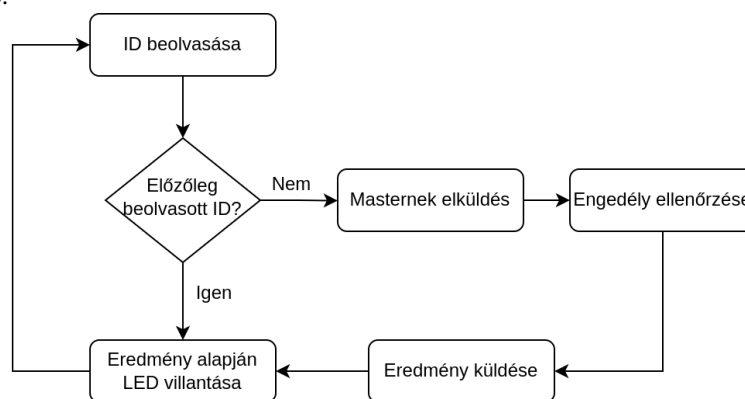 ID beolvasása
Előzőleg
beolvasott ID?
Nem
Masternek elküldés
Engedély ellenőrzése
Igen
Eredmény alapján
LED villantása
Eredmény küldése